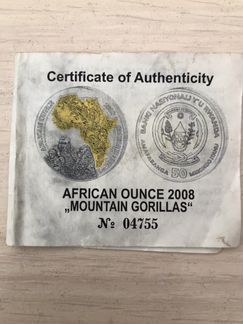 Certificate of Authenticity
BANKI NASIYONALI Y'U RWANDA
50
AFRICAN OUNCE 2008
„MOUNTAIN GORILLAS“
№ 04755